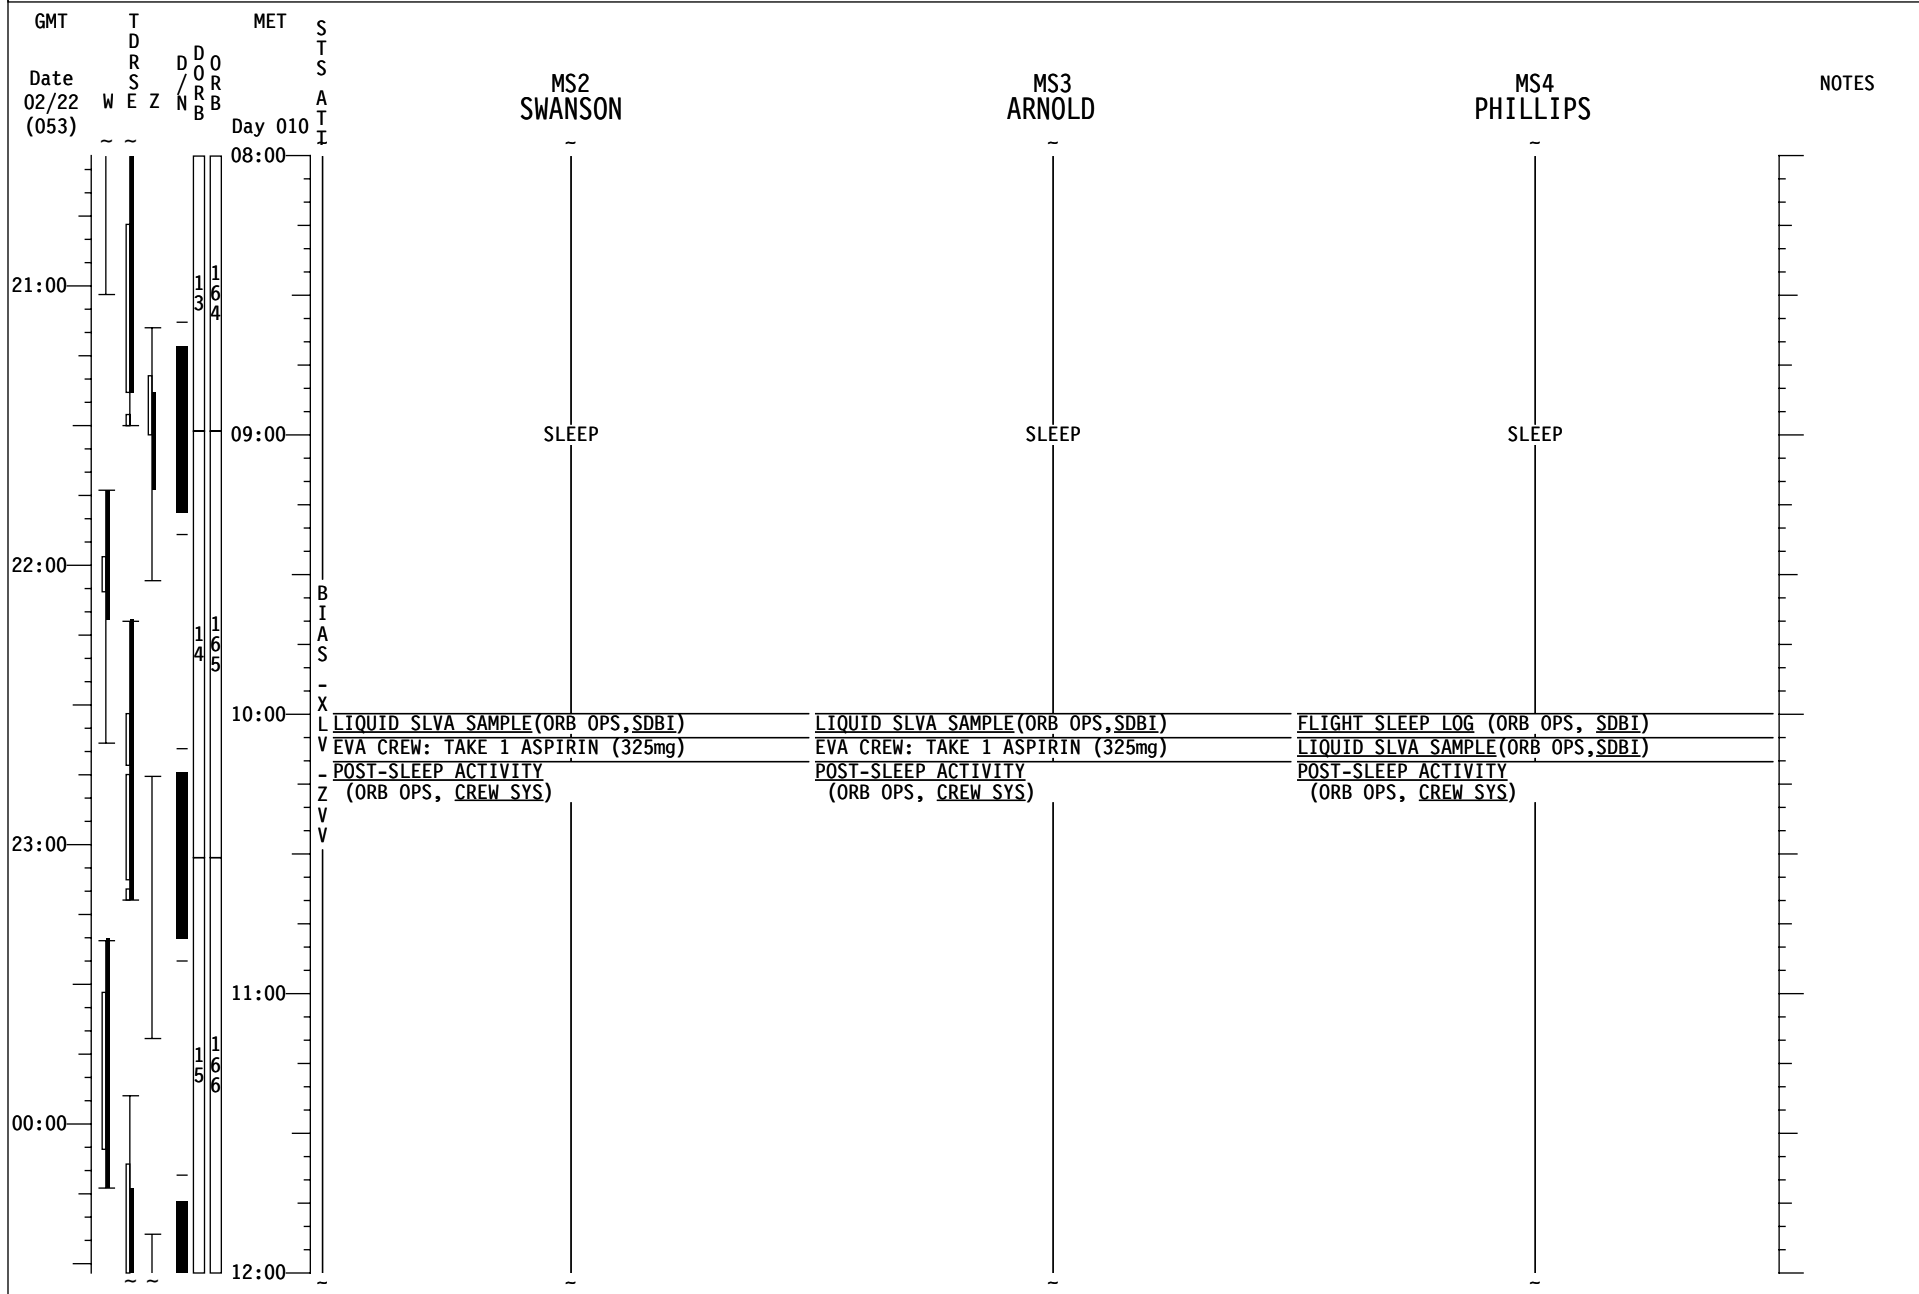 GMT
TDRS
MET
STS ATT
D/N
DORB
ORB
Date
02/22
(053)
W E Z
Day 010
MS2
SWANSON
MS3
ARNOLD
MS4
PHILLIPS
NOTES
~ ~ ~ ~ ~
08:00
13
164
21:00
09:00
SLEEP SLEEP SLEEP
22:00
BIAS -XLV -ZVV
14
165
10:00
LIQUID SLVA SAMPLE(ORB OPS,SDBI)
EVA CREW: TAKE 1 ASPIRIN (325mg)
POST-SLEEP ACTIVITY
(ORB OPS, CREW SYS)
LIQUID SLVA SAMPLE(ORB OPS,SDBI)
EVA CREW: TAKE 1 ASPIRIN (325mg)
POST-SLEEP ACTIVITY
(ORB OPS, CREW SYS)
FLIGHT SLEEP LOG (ORB OPS, SDBI)
LIQUID SLVA SAMPLE(ORB OPS,SDBI)
POST-SLEEP ACTIVITY
(ORB OPS, CREW SYS)
23:00
11:00
15
166
00:00
12:00
~ ~ ~ ~ ~ ~